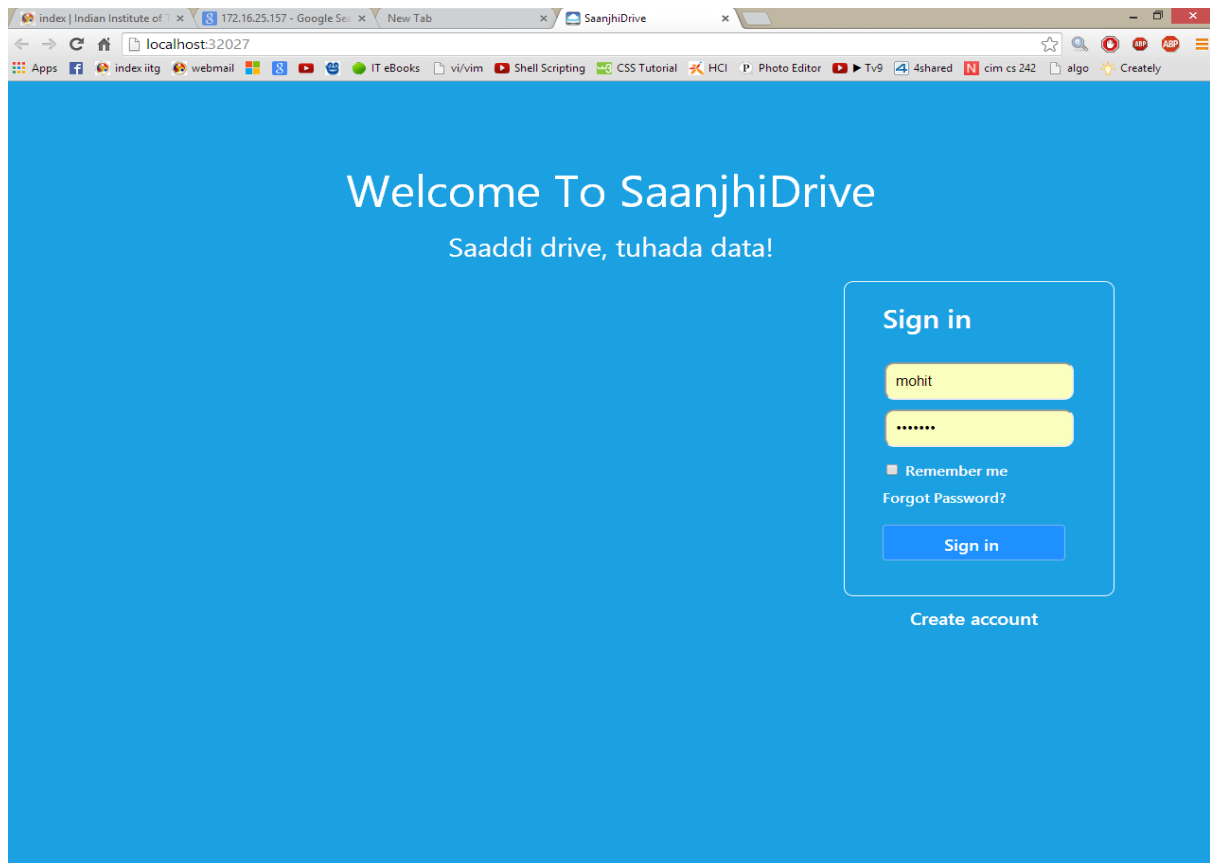 index | Indian Institute of T 172.16.25.157 - Google Sea New Tab SaanjhiDrive
localhost:32027
Apps index iitg webmail IT eBooks vi/vim Shell Scripting CSS Tutorial HCI Photo Editor ▶ Tv9 4shared cim cs 242 algo Creately
Welcome To SaanjhiDrive
Saaddi drive, tuhada data!
Sign in
mohit
•••••••
Remember me
Forgot Password?
Sign in
Create account